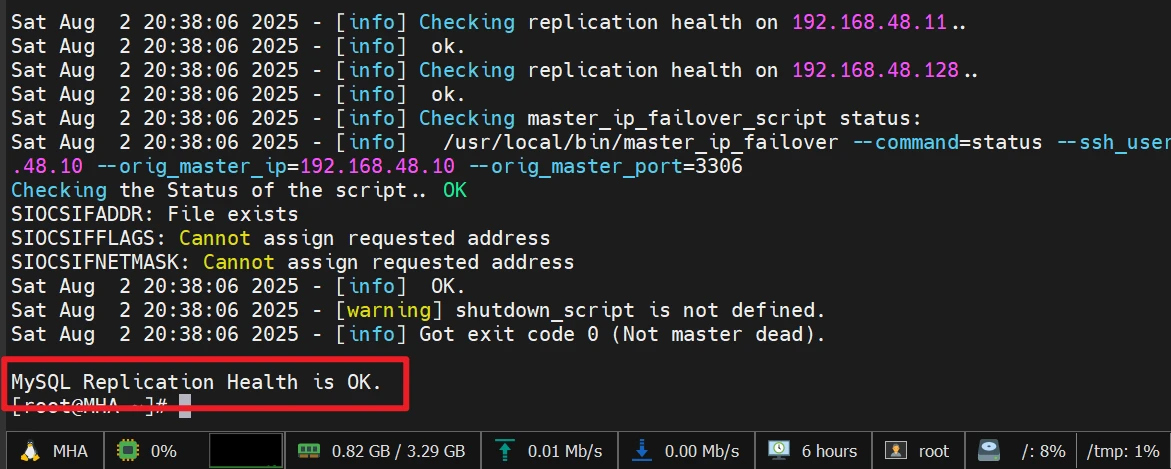 Sat Aug  2 20:38:06 2025 - [info] Checking replication health on 192.168.48.11..
Sat Aug  2 20:38:06 2025 - [info]  ok.
Sat Aug  2 20:38:06 2025 - [info] Checking replication health on 192.168.48.128..
Sat Aug  2 20:38:06 2025 - [info]  ok.
Sat Aug  2 20:38:06 2025 - [info] Checking master_ip_failover_script status:
Sat Aug  2 20:38:06 2025 - [info]   /usr/local/bin/master_ip_failover --command=status --ssh_user
.48.10 --orig_master_ip=192.168.48.10 --orig_master_port=3306
Checking the Status of the script.. OK
SIOCSIFADDR: File exists
SIOCSIFFLAGS: Cannot assign requested address
SIOCSIFNETMASK: Cannot assign requested address
Sat Aug  2 20:38:06 2025 - [info]  OK.
Sat Aug  2 20:38:06 2025 - [warning] shutdown_script is not defined.
Sat Aug  2 20:38:06 2025 - [info] Got exit code 0 (Not master dead).
MySQL Replication Health is OK.
[root@MHA ~]#
MHA 0% 0.82 GB / 3.29 GB 0.01 Mb/s 0.00 Mb/s 6 hours root /: 8% /tmp: 1%